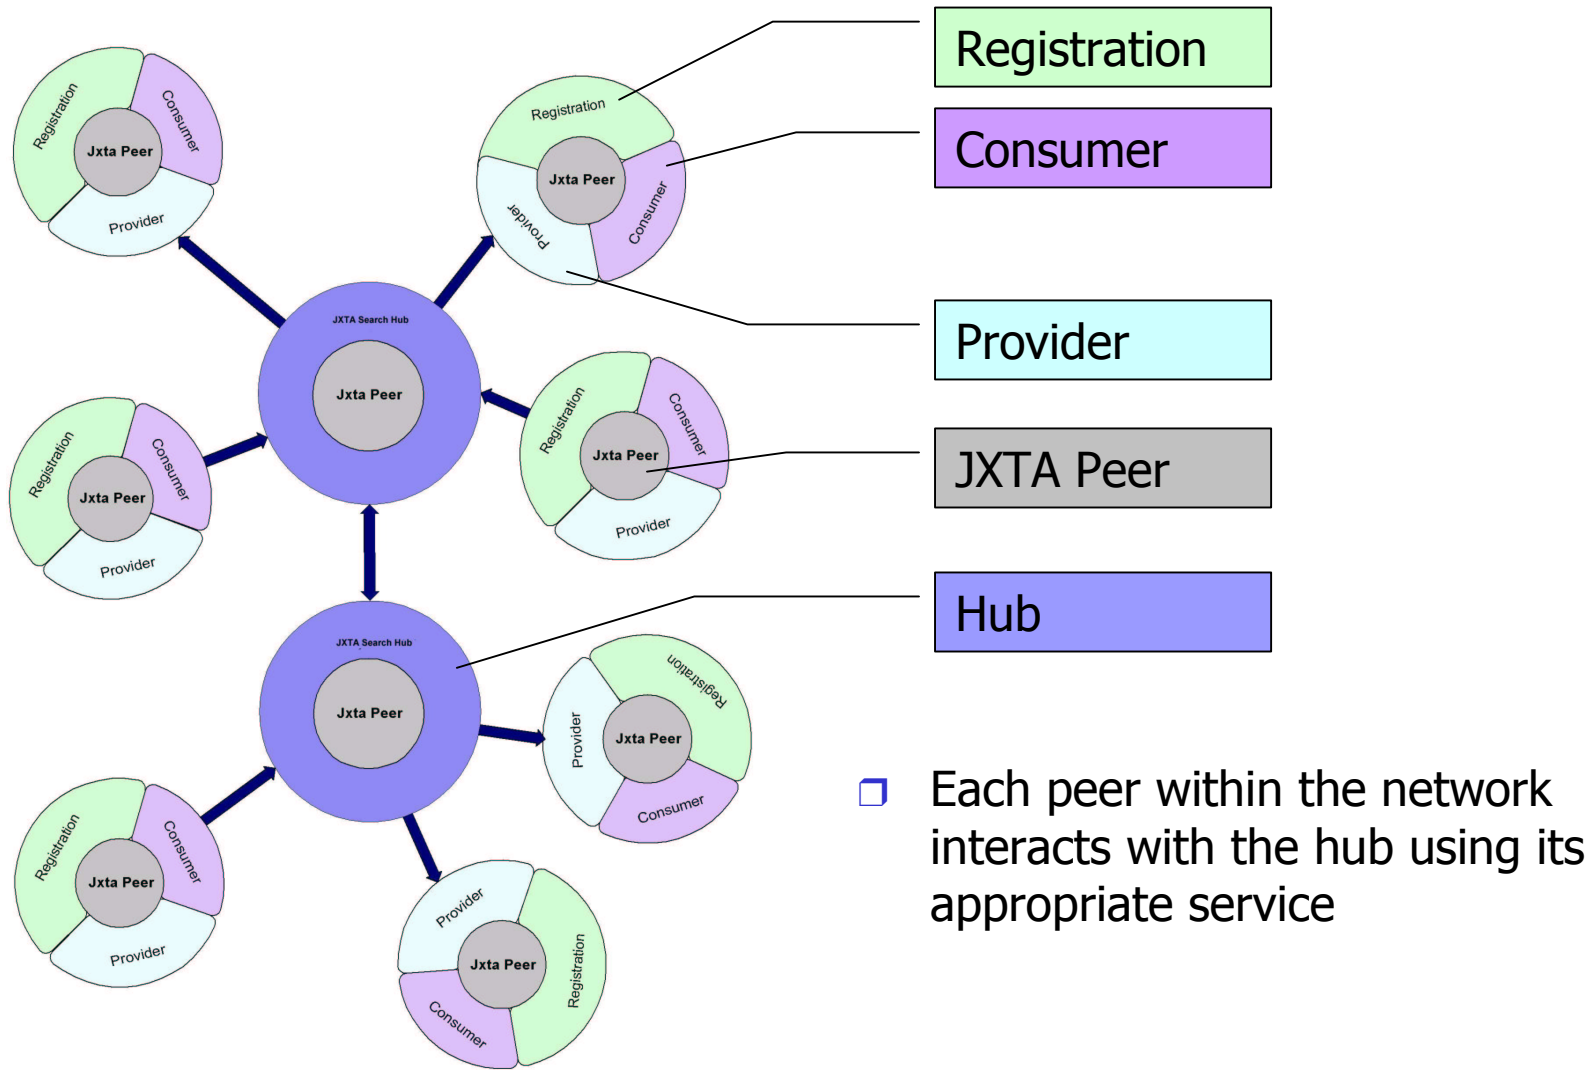 Registration
Consumer
Jxta Peer
Provider
Registration
Consumer
Jxta Peer
Provider
Registration
Consumer
Provider
JXTA Peer
Hub
JXTA Search Hub
Jxta Peer
Registration
Consumer
Jxta Peer
Provider
Registration
Consumer
Jxta Peer
Provider
JXTA Search Hub
Jxta Peer
Registration
Provider
Jxta Peer
Consumer
Registration
Consumer
Jxta Peer
Provider
Provider
Jxta Peer
Registration
Consumer
Each peer within the network
interacts with the hub using its
appropriate service